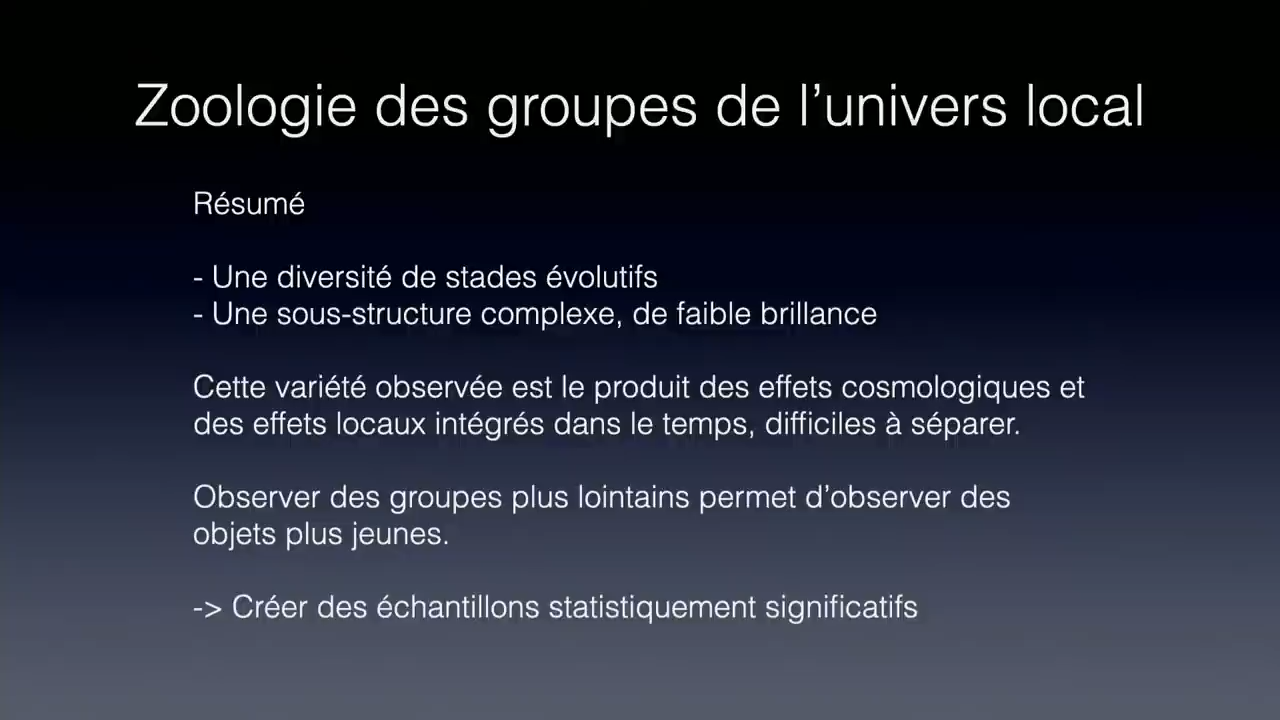 Zoologie des groupes de l’univers local
Résumé
- Une diversité de stades évolutifs
- Une sous-structure complexe, de faible brillance
Cette variété observée est le produit des effets cosmologiques et
des effets locaux intégrés dans le temps, difficiles à séparer.
Observer des groupes plus lointains permet d’observer des
objets plus jeunes.
-> Créer des échantillons statistiquement significatifs